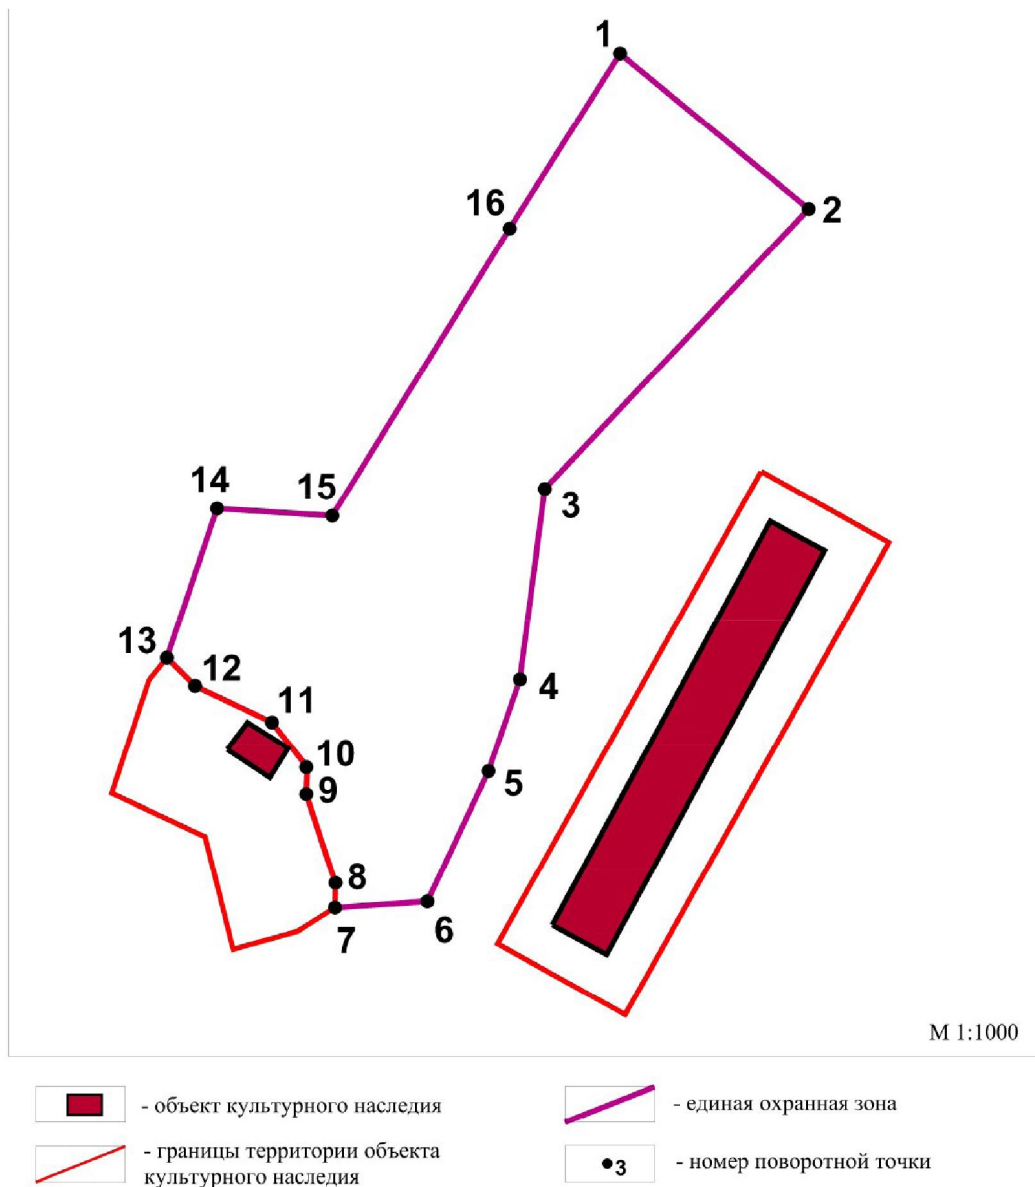 1
2
16
3
14
15
13
12
4
11
10
5
9
8
7
6
М 1:1000
- объект культурного наследия
- единая охранная зона
- границы территории объекта
культурного наследия
3
- номер поворотной точки